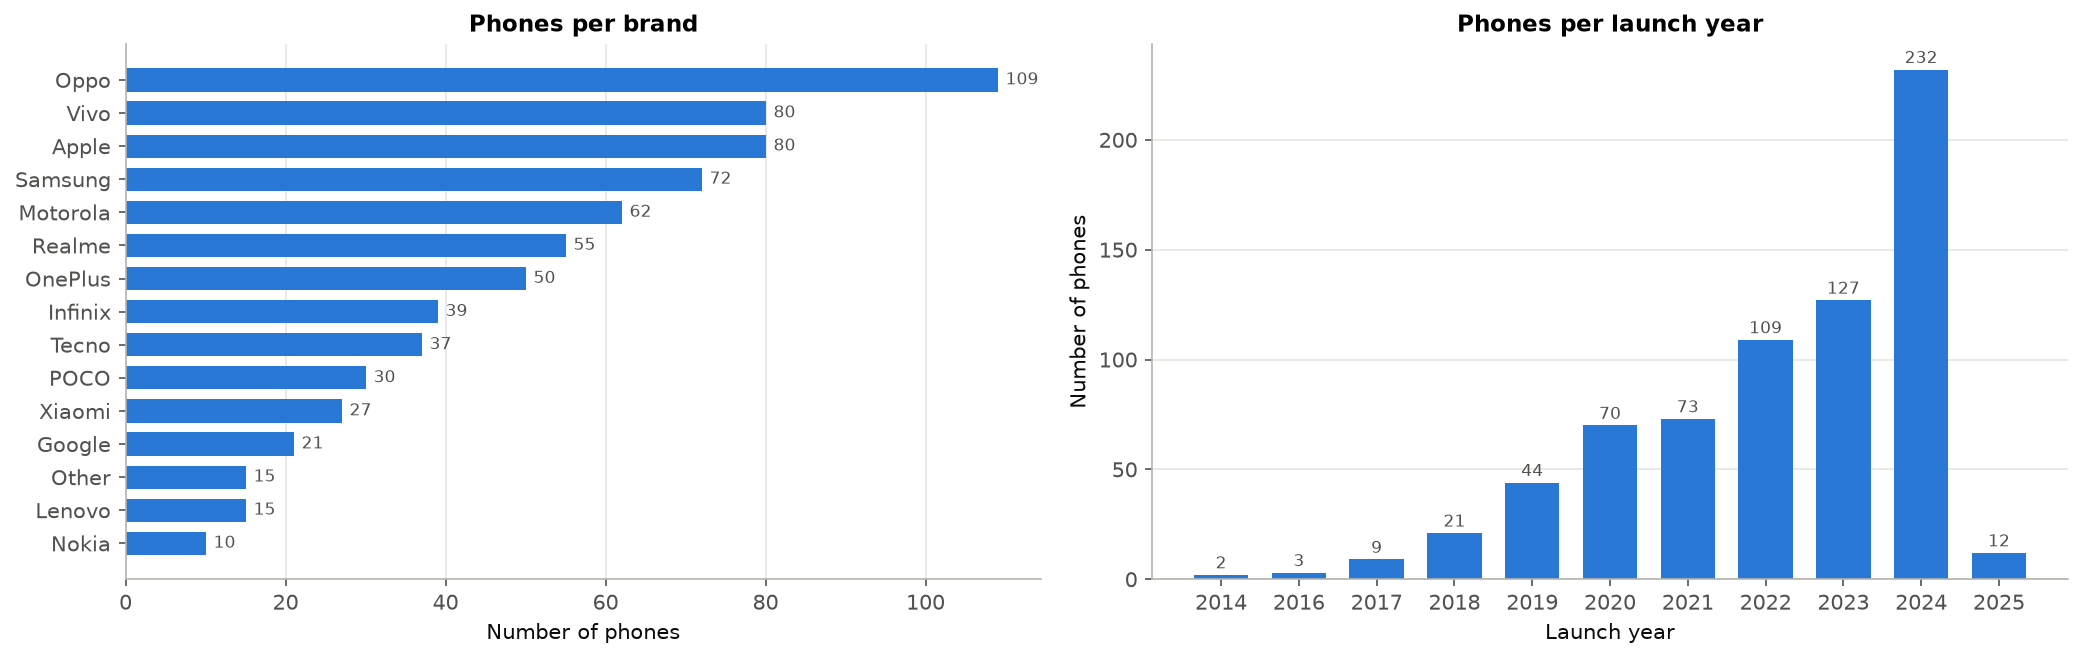 Phones per brand
Oppo 109
Vivo 80
Apple 80
Samsung 72
Motorola 62
Realme 55
OnePlus 50
Infinix 39
Tecno 37
POCO 30
Xiaomi 27
Google 21
Other 15
Lenovo 15
Nokia 10
0 20 40 60 80 100
Number of phones
Phones per launch year
Number of phones
200
150
100
50
0
2 3 9 21 44 70 73 109 127 232 12
2014 2016 2017 2018 2019 2020 2021 2022 2023 2024 2025
Launch year